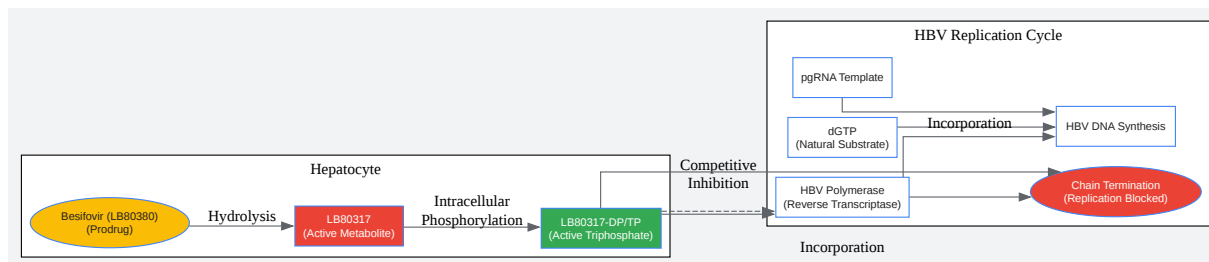 HBV Replication Cycle
pgRNA Template
dGTP
(Natural Substrate)
Incorporation
HBV DNA Synthesis
Hepatocyte
Competitive
Inhibition
HBV Polymerase
(Reverse Transcriptase)
Chain Termination
(Replication Blocked)
Besifovir (LB80380)
(Prodrug)
Hydrolysis
LB80317
(Active Metabolite)
Intracellular
Phosphorylation
LB80317-DP/TP
(Active Triphosphate)
Incorporation